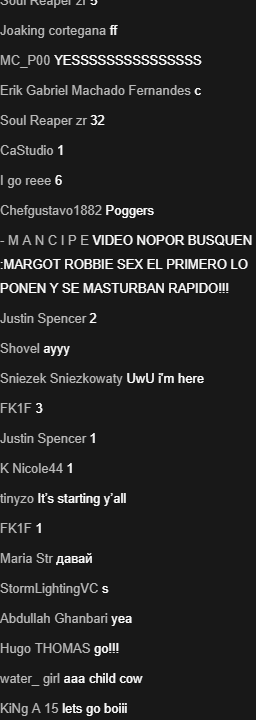 Soul Reaper zr 5
Joaking cortegana ff
MC_P00 YESSSSSSSSSSSSSSS
Erik Gabriel Machado Fernandes c
Soul Reaper zr 32
CaStudio 1
I go reee 6
Chefgustavo1882 Poggers
- M A N C I P E VIDEO NOPOR BUSQUEN
:MARGOT ROBBIE SEX EL PRIMERO LO
PONEN Y SE MASTURBAN RAPIDO!!!
Justin Spencer 2
Shovel ayyy
Sniezek Sniezkowaty UwU i'm here
FK1F 3
Justin Spencer 1
K Nicole44 1
tinyzo It's starting y'all
FK1F 1
Maria Str давай
StormLightingVC s
Abdullah Ghanbari yea
Hugo THOMAS go!!!
water_ girl aaa child cow
KiNg A 15 lets go boiii